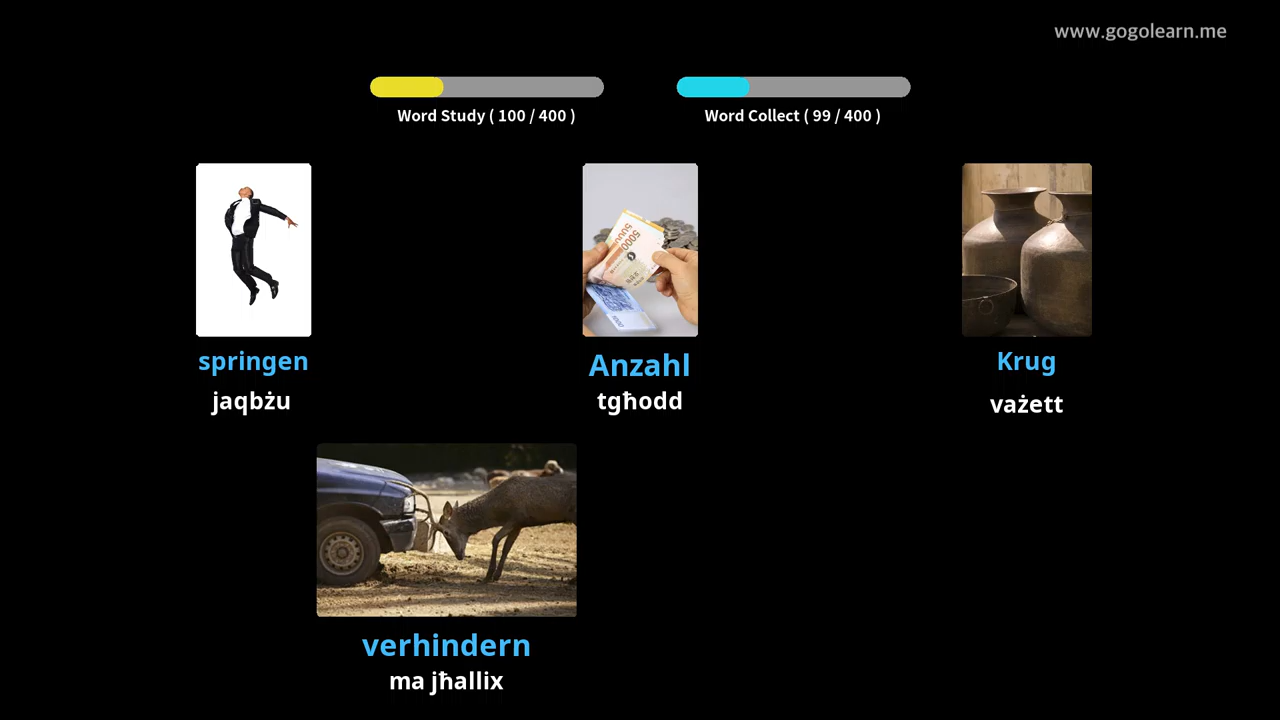 www.gogolearn.me
Word Study ( 100 / 400 )
Word Collect ( 99 / 400 )
springen
jaqbżu
Anzahl
tgħodd
Krug
vażett
verhindern
ma jħallix